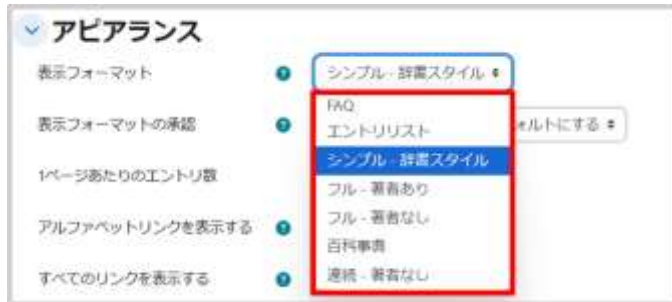 アピアランス
表示フォーマット
シンプル - 辞書スタイル
FAQ
表示フォーマットの承認
エントリリスト
ォルトにする
シンプル - 辞書スタイル
1ページあたりのエントリ数
フル - 著者あり
アルファベットリンクを表示する
フル - 著者なし
百科事典
すべてのリンクを表示する
連続 - 著者なし